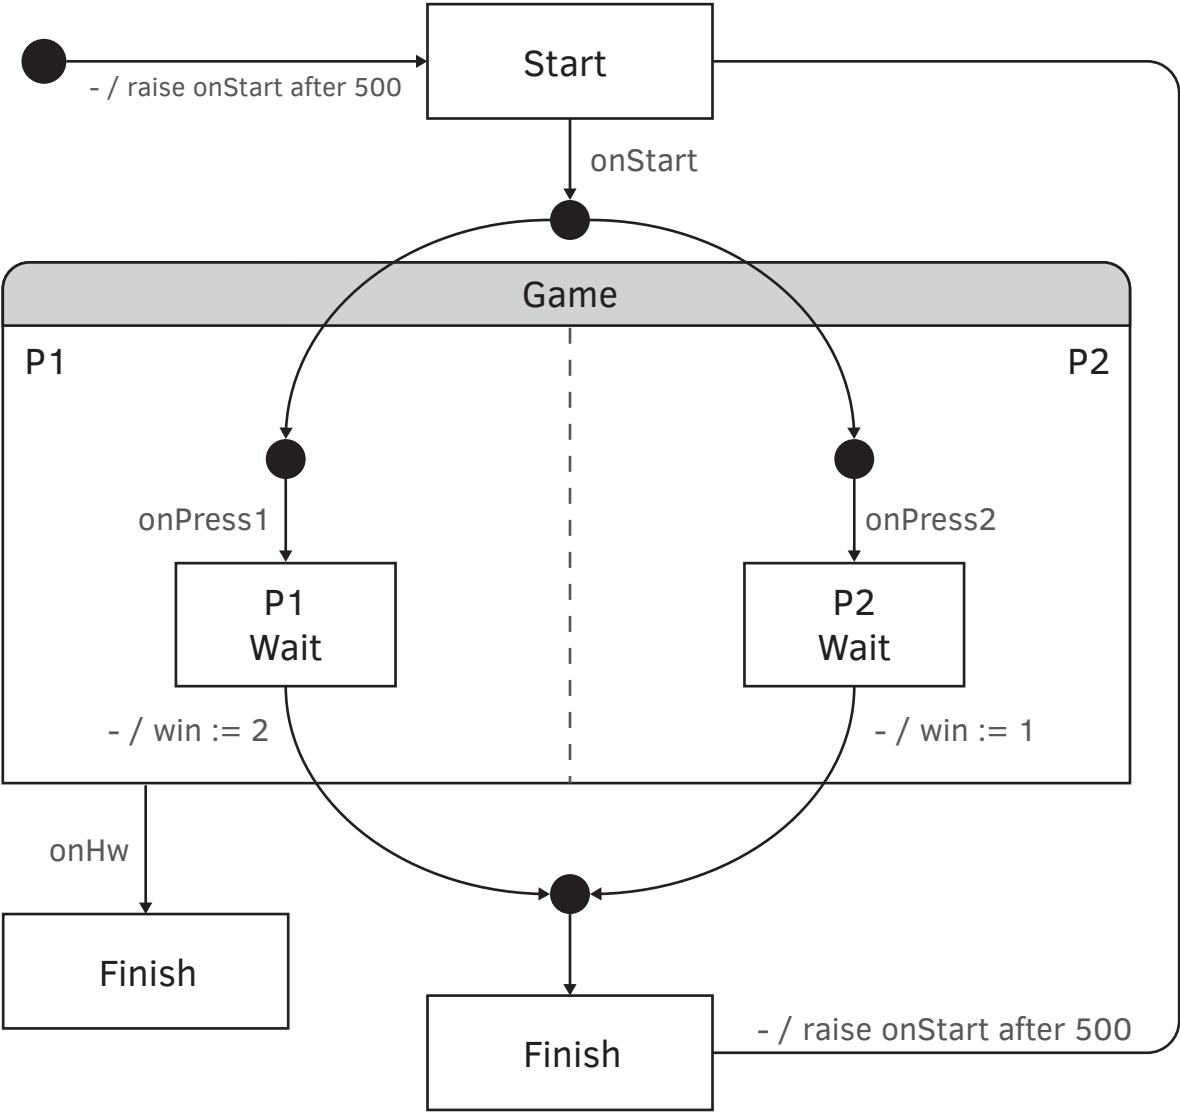 Start
- / raise onStart after 500
onStart
Game
P1
P2
onPress1
onPress2
P1
Wait
P2
Wait
- / win := 2
- / win := 1
onHw
Finish
- / raise onStart after 500
Finish